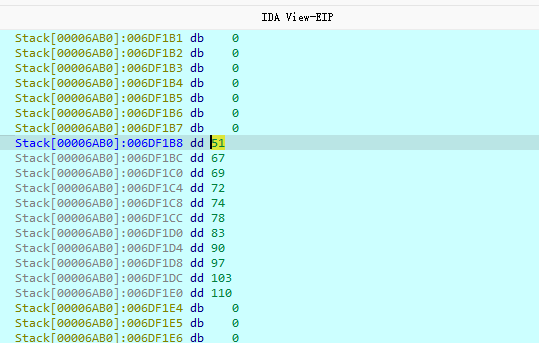 IDA View-EIP
Stack[00006AB0]:006DF1B1 db 0
Stack[00006AB0]:006DF1B2 db 0
Stack[00006AB0]:006DF1B3 db 0
Stack[00006AB0]:006DF1B4 db 0
Stack[00006AB0]:006DF1B5 db 0
Stack[00006AB0]:006DF1B6 db 0
Stack[00006AB0]:006DF1B7 db 0
Stack[00006AB0]:006DF1B8 dd 51
Stack[00006AB0]:006DF1BC dd 67
Stack[00006AB0]:006DF1C0 dd 69
Stack[00006AB0]:006DF1C4 dd 72
Stack[00006AB0]:006DF1C8 dd 74
Stack[00006AB0]:006DF1CC dd 78
Stack[00006AB0]:006DF1D0 dd 83
Stack[00006AB0]:006DF1D4 dd 90
Stack[00006AB0]:006DF1D8 dd 97
Stack[00006AB0]:006DF1DC dd 103
Stack[00006AB0]:006DF1E0 dd 110
Stack[00006AB0]:006DF1E4 db 0
Stack[00006AB0]:006DF1E5 db 0
Stack[00006AB0]:006DF1E6 db 0